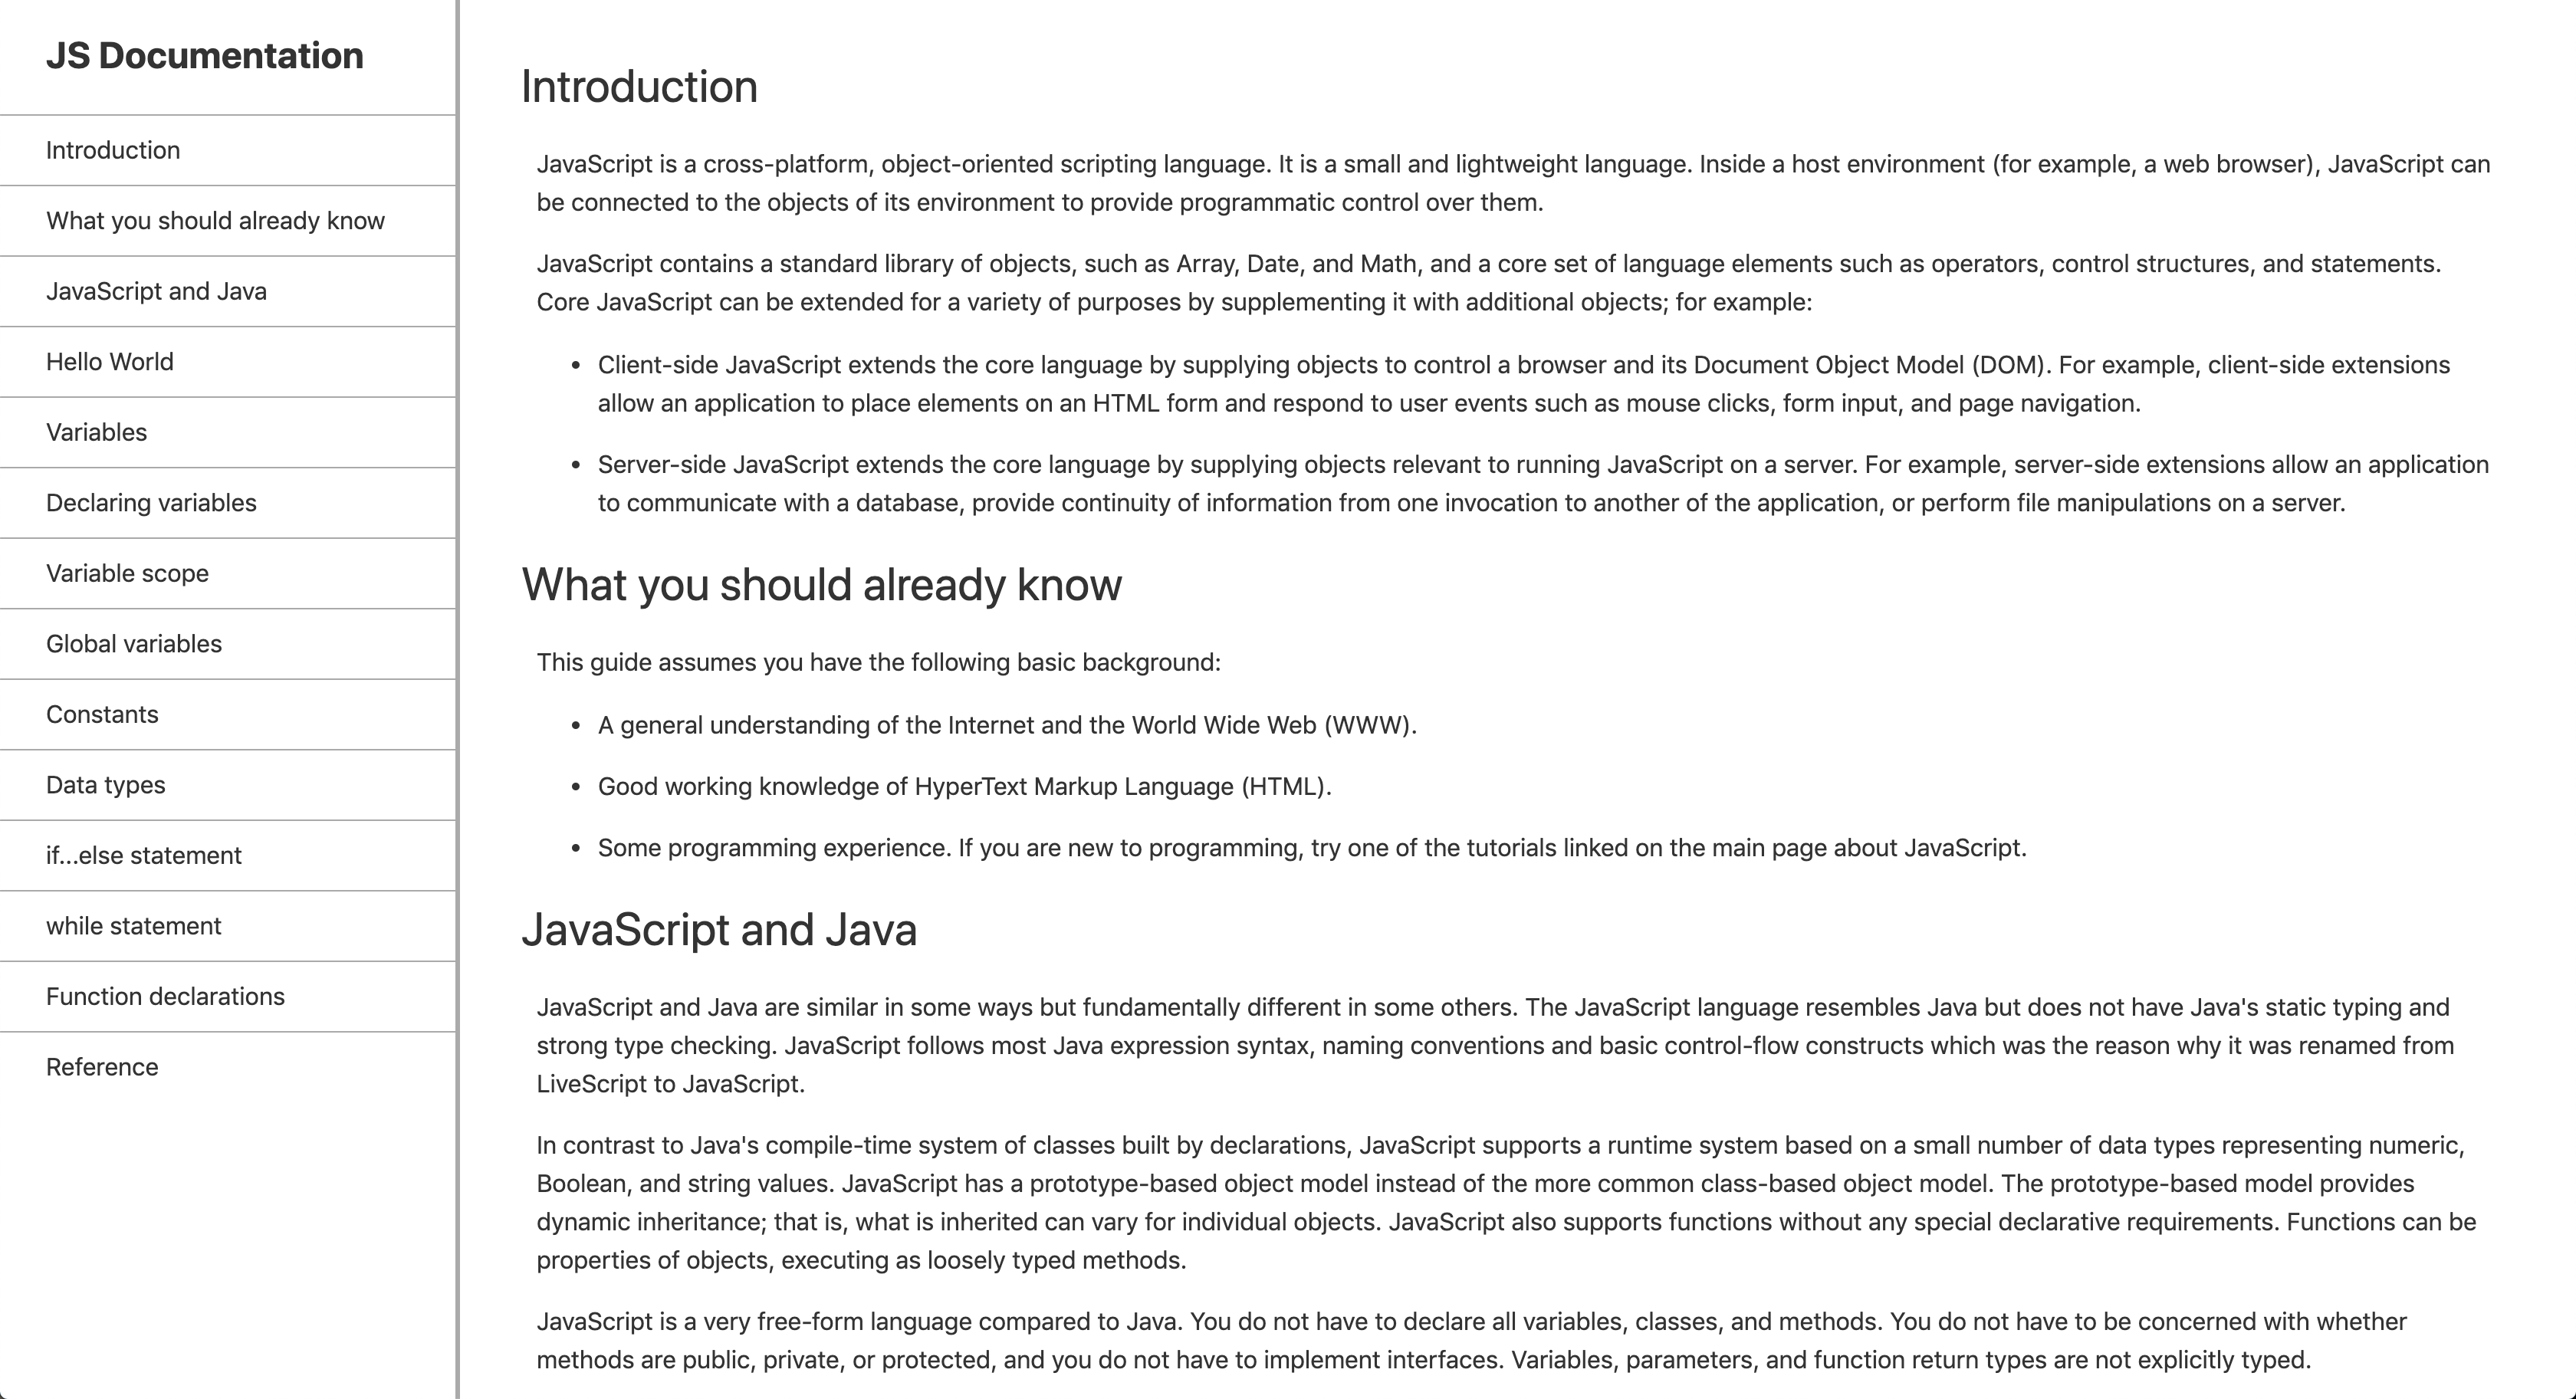 JS Documentation
Introduction
What you should already know
JavaScript and Java
Hello World
Variables
Declaring variables
Variable scope
Global variables
Constants
Data types
if...else statement
while statement
Function declarations
Reference
Introduction
JavaScript is a cross-platform, object-oriented scripting language. It is a small and lightweight language. Inside a host environment (for example, a web browser), JavaScript can
be connected to the objects of its environment to provide programmatic control over them.
JavaScript contains a standard library of objects, such as Array, Date, and Math, and a core set of language elements such as operators, control structures, and statements.
Core JavaScript can be extended for a variety of purposes by supplementing it with additional objects; for example:
• Client-side JavaScript extends the core language by supplying objects to control a browser and its Document Object Model (DOM). For example, client-side extensions
allow an application to place elements on an HTML form and respond to user events such as mouse clicks, form input, and page navigation.
• Server-side JavaScript extends the core language by supplying objects relevant to running JavaScript on a server. For example, server-side extensions allow an application
to communicate with a database, provide continuity of information from one invocation to another of the application, or perform file manipulations on a server.
What you should already know
This guide assumes you have the following basic background:
• A general understanding of the Internet and the World Wide Web (WWW).
• Good working knowledge of HyperText Markup Language (HTML).
• Some programming experience. If you are new to programming, try one of the tutorials linked on the main page about JavaScript.
JavaScript and Java
JavaScript and Java are similar in some ways but fundamentally different in some others. The JavaScript language resembles Java but does not have Java's static typing and
strong type checking. JavaScript follows most Java expression syntax, naming conventions and basic control-flow constructs which was the reason why it was renamed from
LiveScript to JavaScript.
In contrast to Java's compile-time system of classes built by declarations, JavaScript supports a runtime system based on a small number of data types representing numeric,
Boolean, and string values. JavaScript has a prototype-based object model instead of the more common class-based object model. The prototype-based model provides
dynamic inheritance; that is, what is inherited can vary for individual objects. JavaScript also supports functions without any special declarative requirements. Functions can be
properties of objects, executing as loosely typed methods.
JavaScript is a very free-form language compared to Java. You do not have to declare all variables, classes, and methods. You do not have to be concerned with whether
methods are public, private, or protected, and you do not have to implement interfaces. Variables, parameters, and function return types are not explicitly typed.